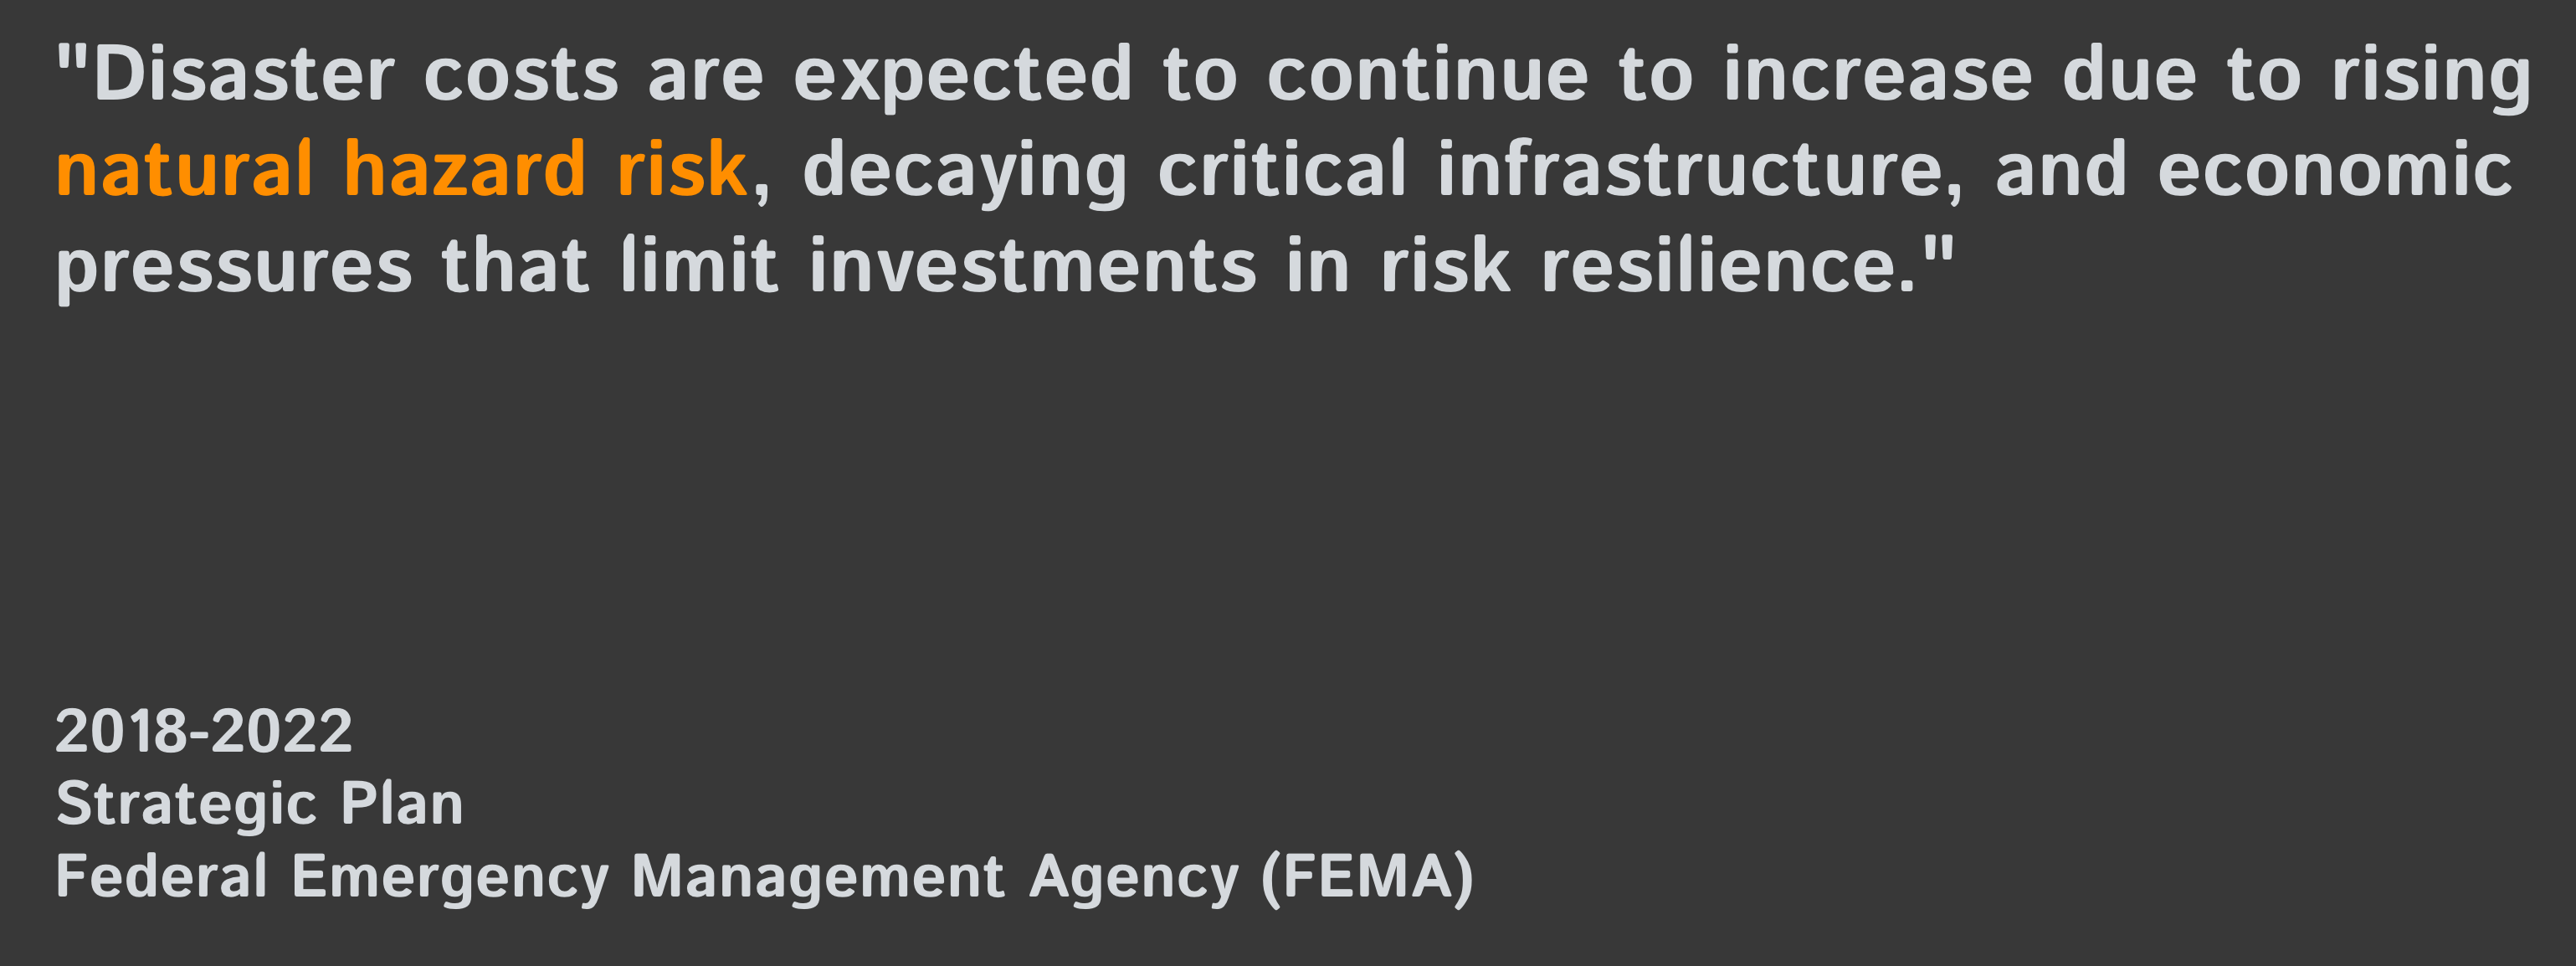 "Disaster costs are expected to continue to increase due to rising
natural hazard risk, decaying critical infrastructure, and economic
pressures that limit investments in risk resilience."
2018-2022
Strategic Plan
Federal Emergency Management Agency (FEMA)